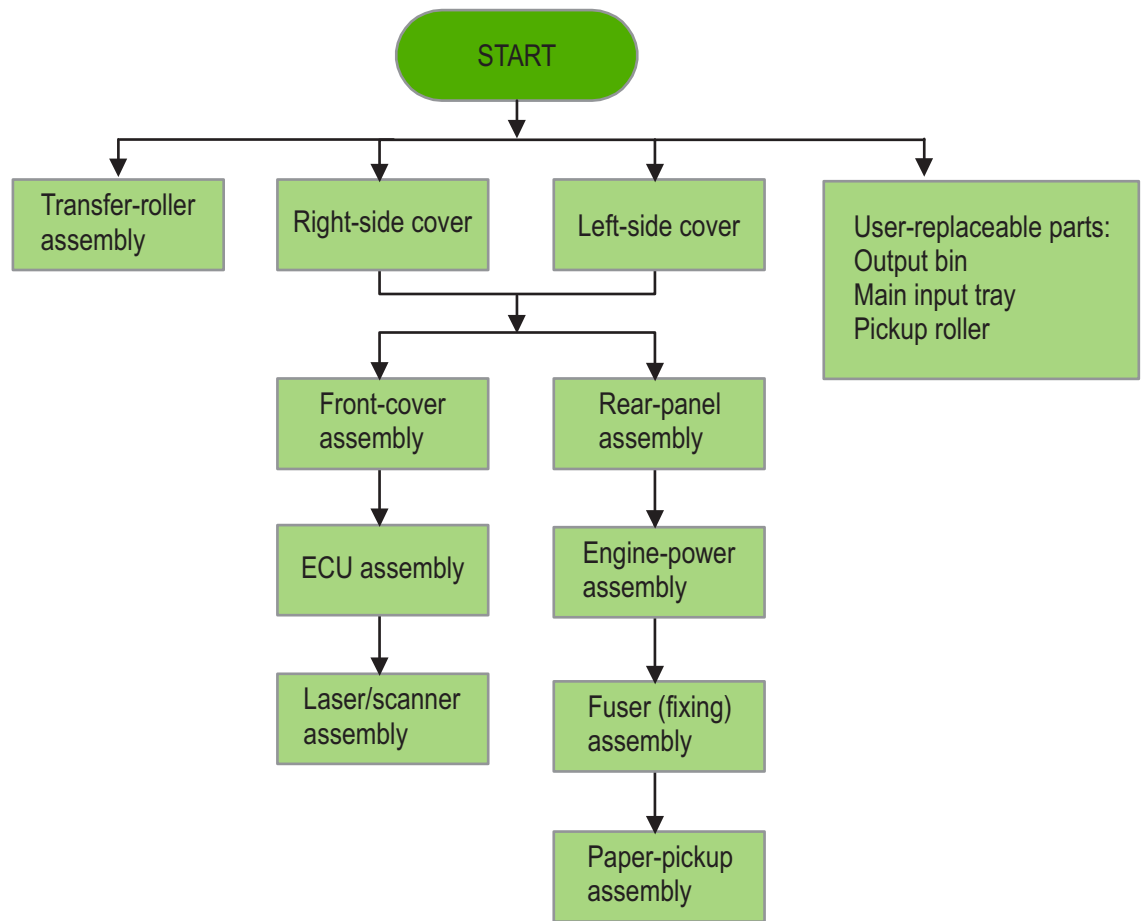 START
Transfer-roller
assembly
Right-side cover
Left-side cover
User-replaceable parts:
Output bin
Main input tray
Pickup roller
Front-cover
assembly
Rear-panel
assembly
ECU assembly
Engine-power
assembly
Laser/scanner
assembly
Fuser (fixing)
assembly
Paper-pickup
assembly